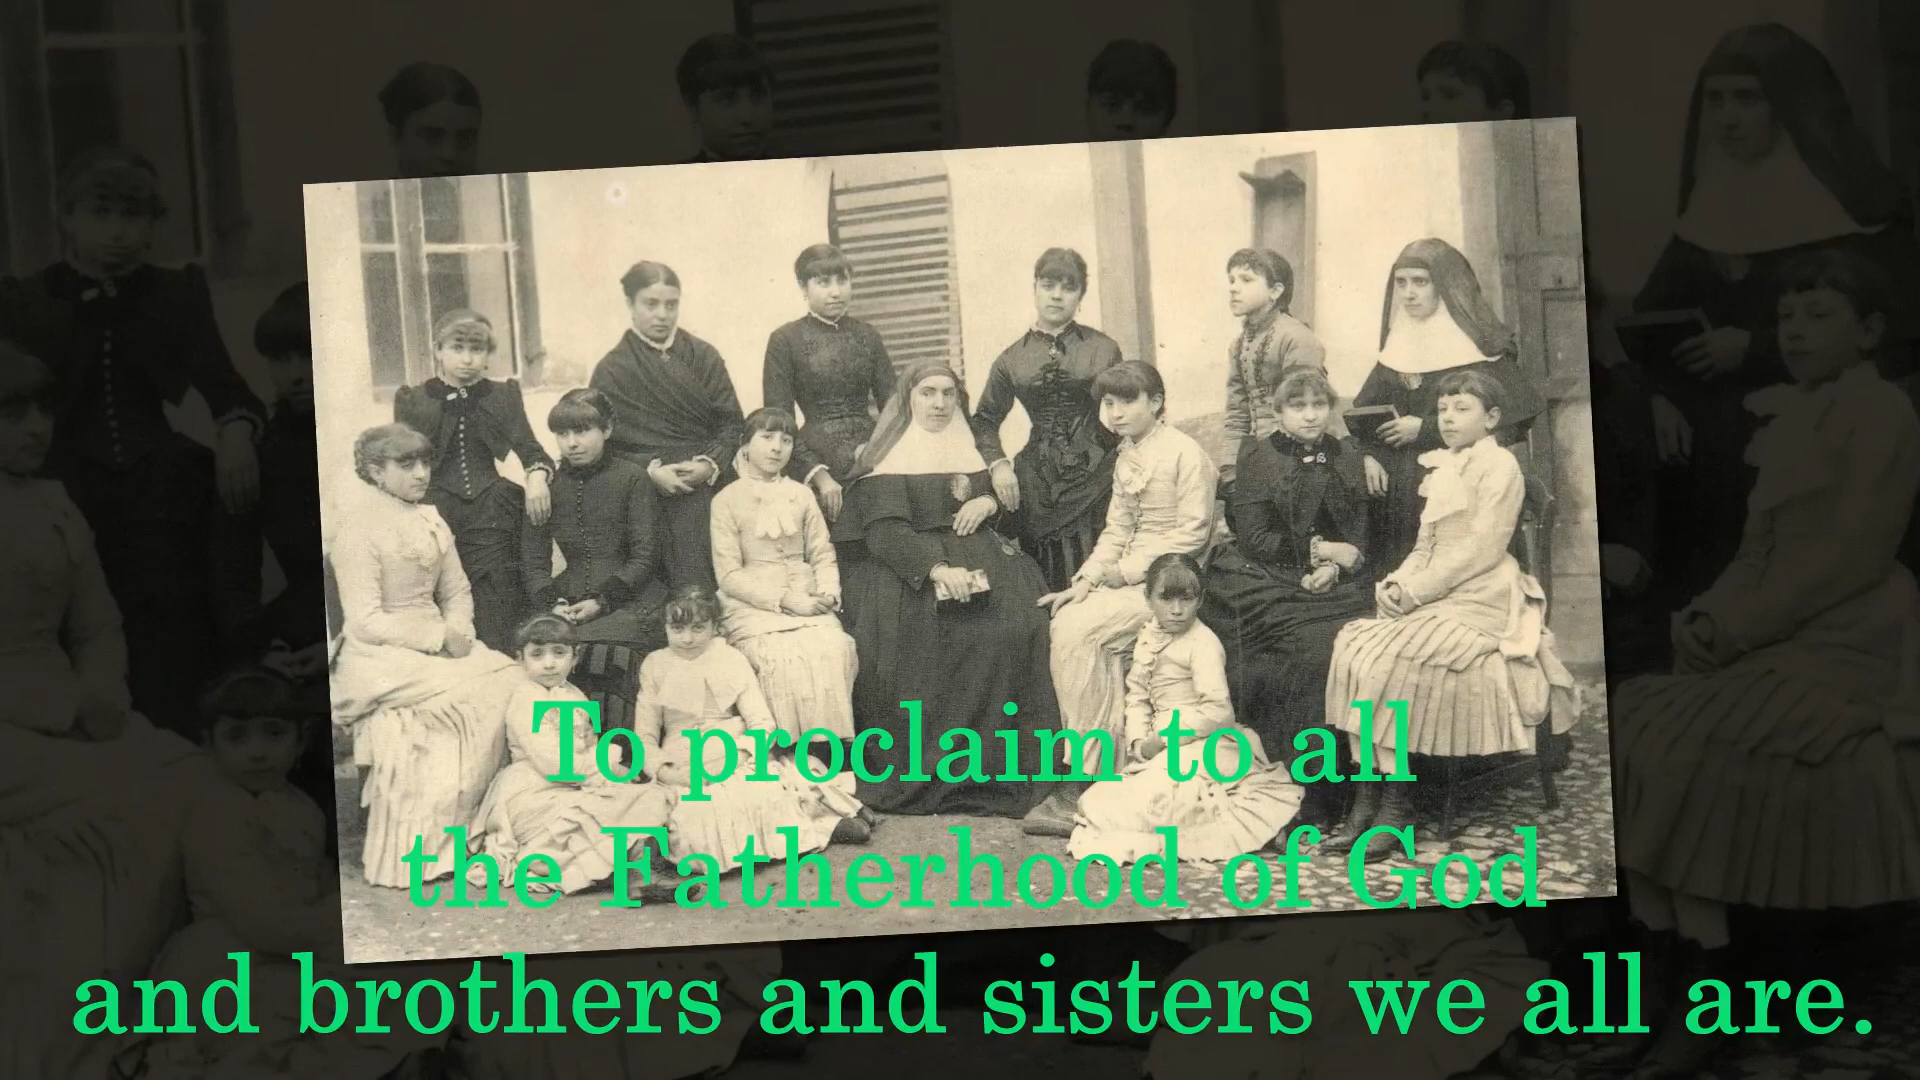 To proclaim to all
the Fatherhood of God
and brothers and sisters we all are.